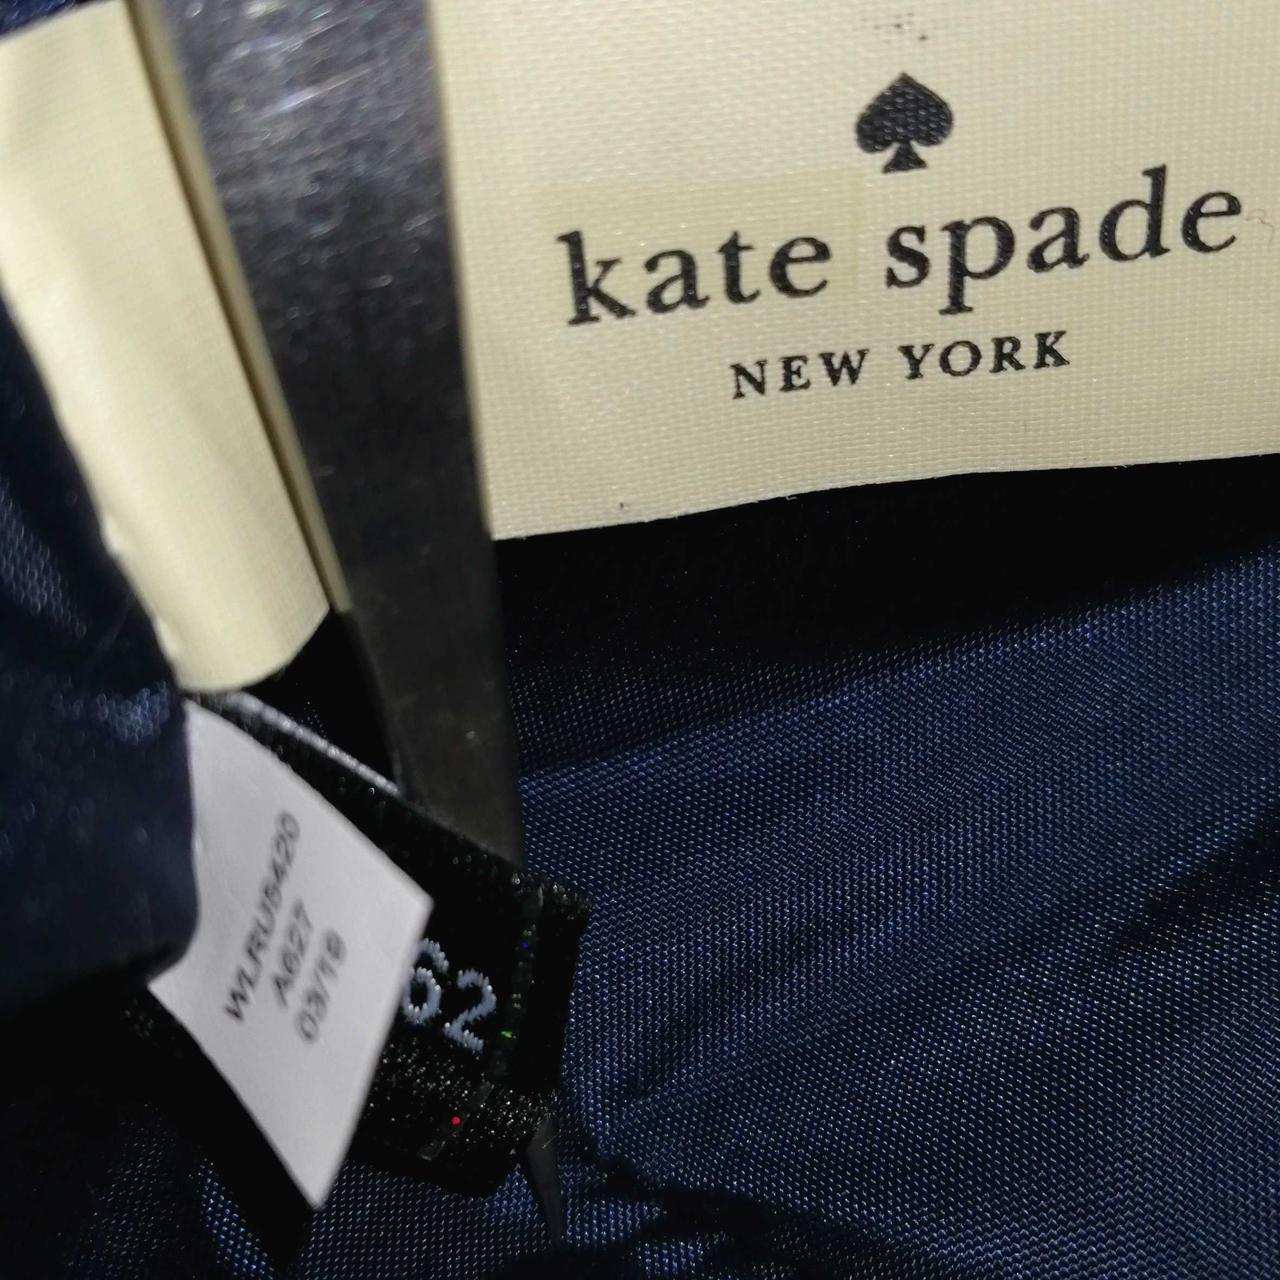 kate spade
NEW YORK
WLRU5420
A627
03/19
62